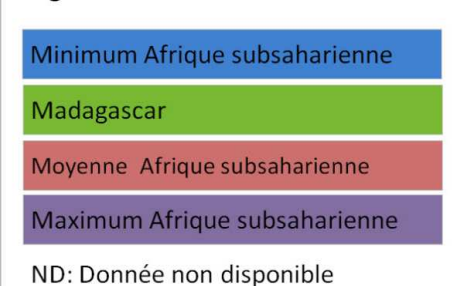 Minimum Afrique subsaharienne
Madagascar
Moyenne Afrique subsaharienne
Maximum Afrique subsaharienne
ND: Donnée non disponible